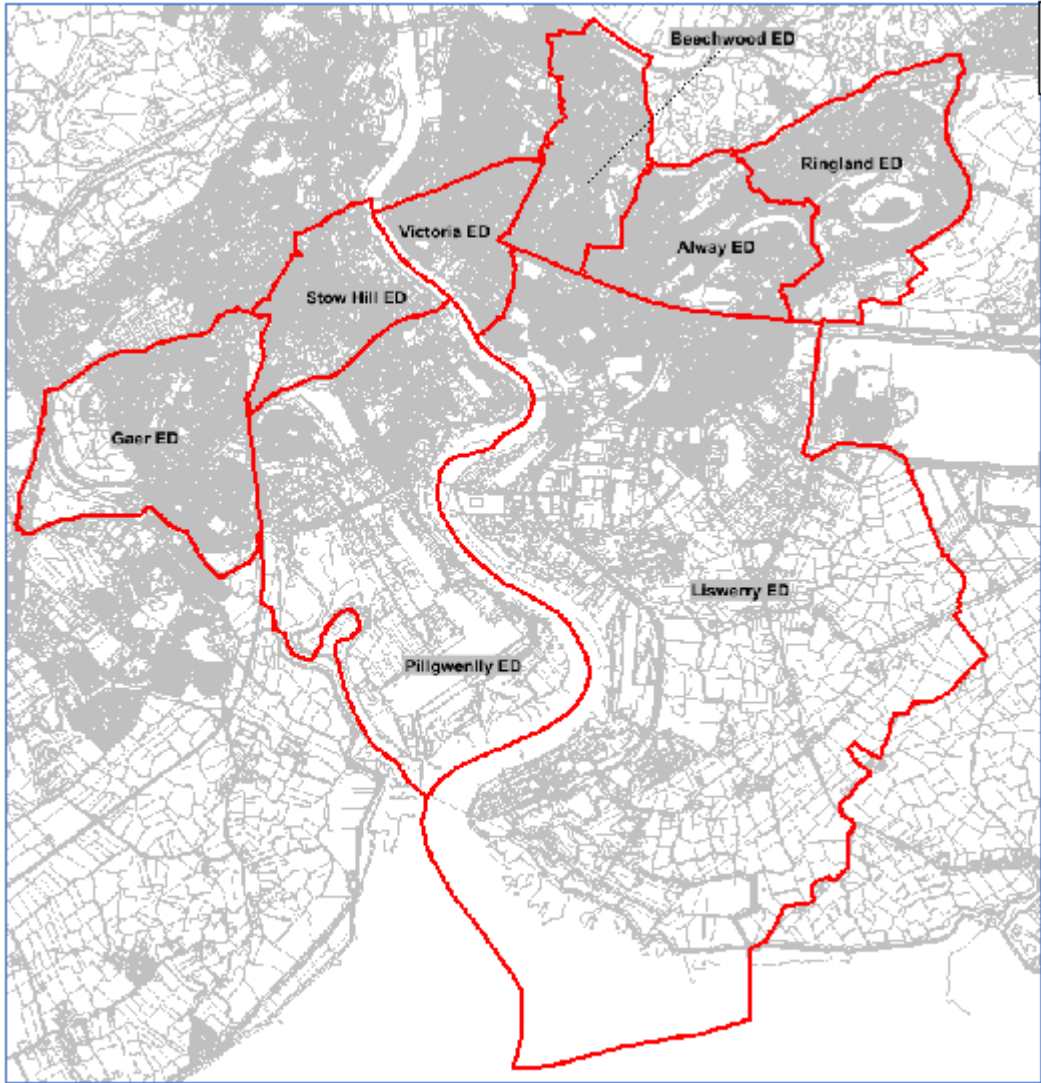 Beechwood ED
Ringland ED
Victoria ED
Alway ED
Stow Hill ED
Gaer ED
Liswerry ED
Pillgwenlly ED